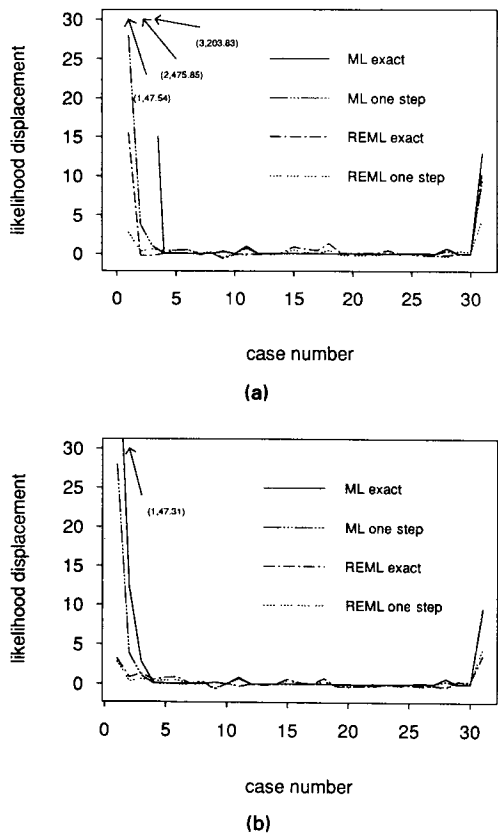 likelihood displacement
30
25
20
15
10
5
0
(3,203.83)
(2,475.85)
(1,47.54)
ML exact
ML one step
REML exact
REML one step
0 5 10 15 20 25 30
case number
(a)
likelihood displacement
30
25
20
15
10
5
0
(1,47.31)
ML exact
ML one step
REML exact
REML one step
0 5 10 15 20 25 30
case number
(b)